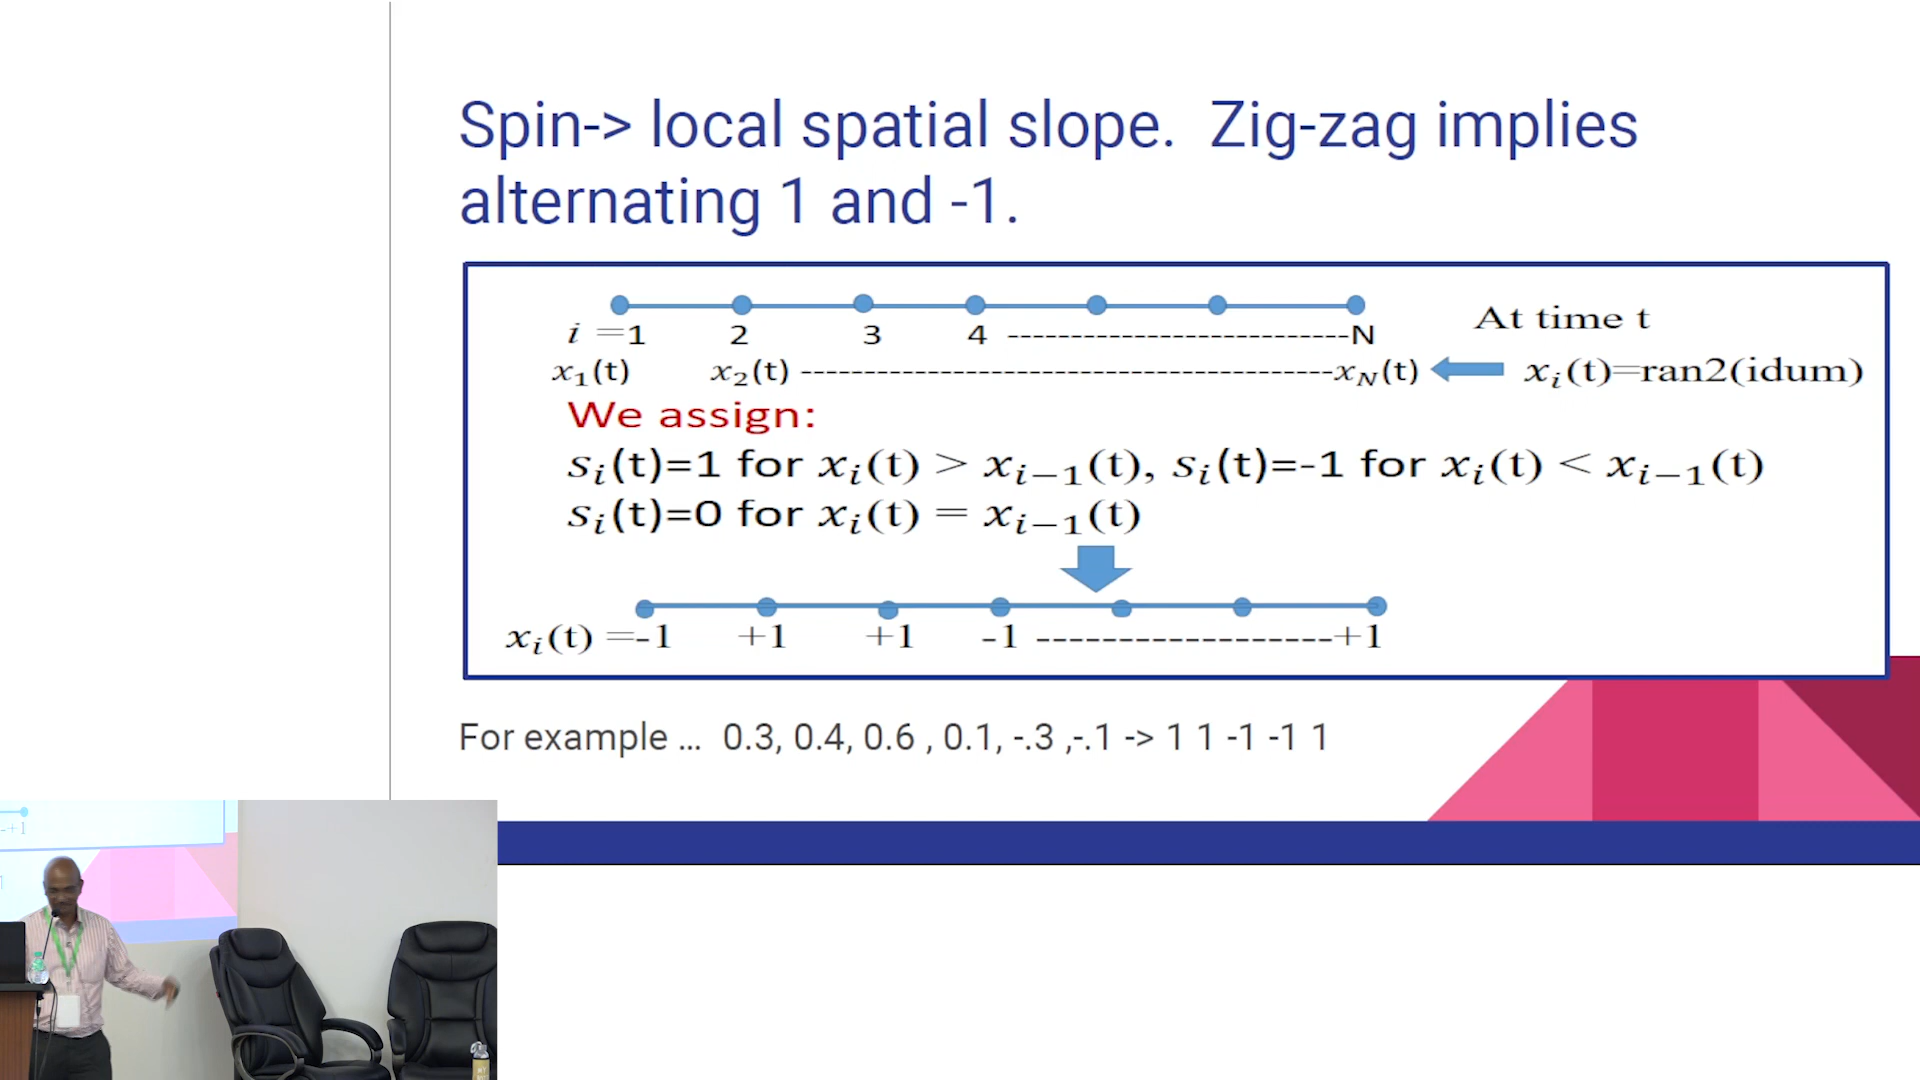 Spin-> local spatial slope. Zig-zag implies
alternating 1 and -1.
At time t
i =1 2 3 4 -------------------------N
x₁(t) x₂(t) ---------------------------------------xN(t) xᵢ(t)=ran2(idum)
We assign:
sᵢ(t)=1 for xᵢ(t) > xᵢ₋₁(t), sᵢ(t)=-1 for xᵢ(t) < xᵢ₋₁(t)
sᵢ(t)=0 for xᵢ(t) = xᵢ₋₁(t)
xᵢ(t) =-1 +1 +1 -1 ------------------+1
For example ... 0.3, 0.4, 0.6 , 0.1, -.3 ,-.1 -> 1 1 -1 -1 1
-+1